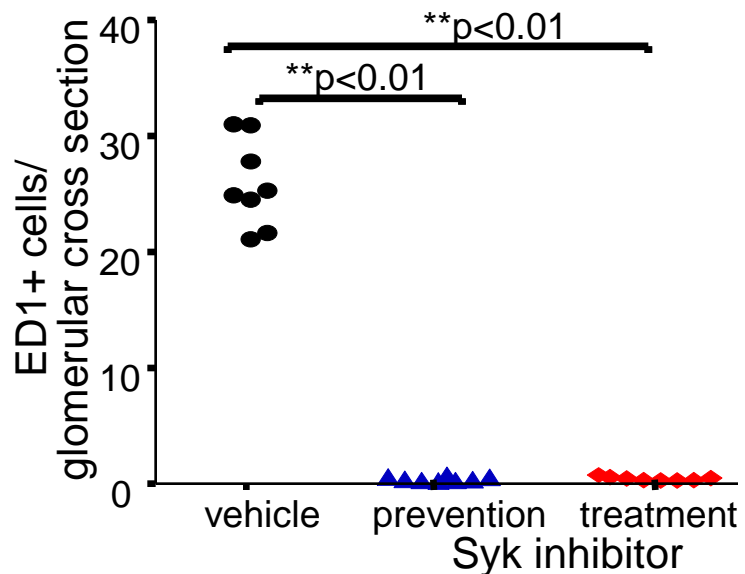 40
**p<0.01
**p<0.01
30
20
10
0
ED1+ cells/
glomerular cross section
vehicle prevention treatment
Syk inhibitor